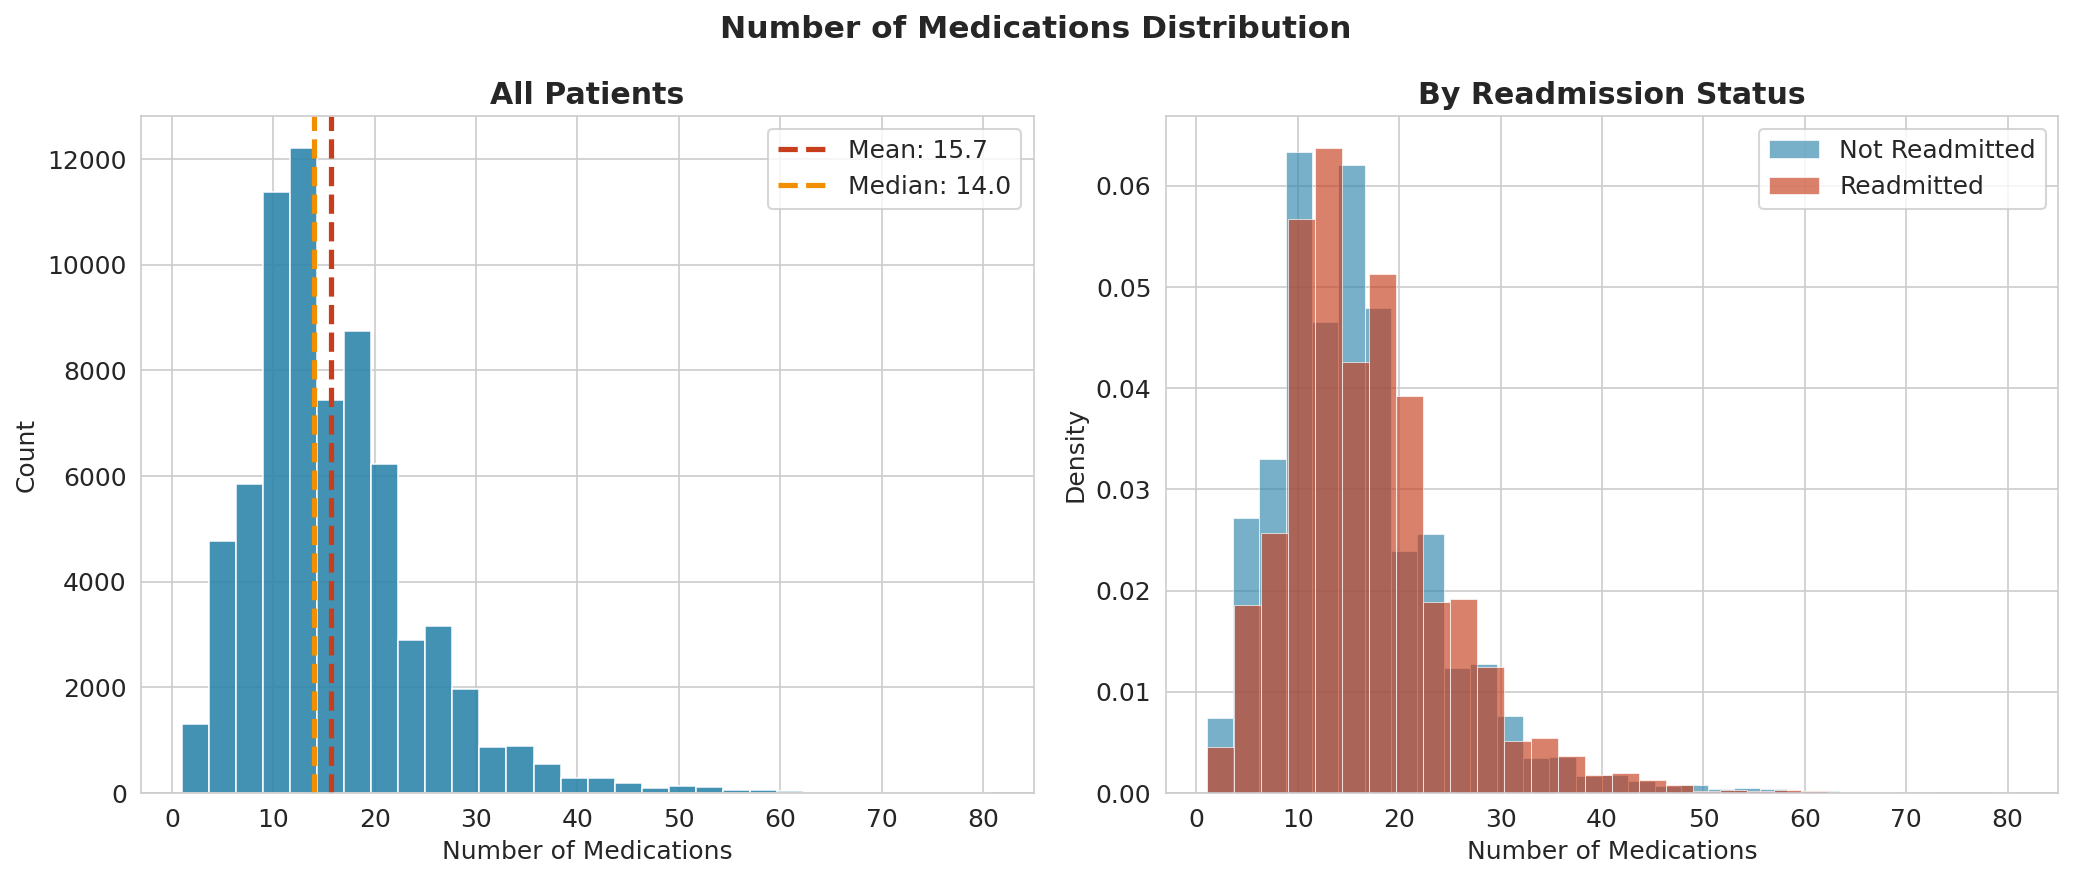 Number of Medications Distribution
All Patients
Mean: 15.7
Median: 14.0
Count
12000
10000
8000
6000
4000
2000
0
0 10 20 30 40 50 60 70 80
Number of Medications
By Readmission Status
Not Readmitted
Readmitted
Density
0.06
0.05
0.04
0.03
0.02
0.01
0.00
0 10 20 30 40 50 60 70 80
Number of Medications